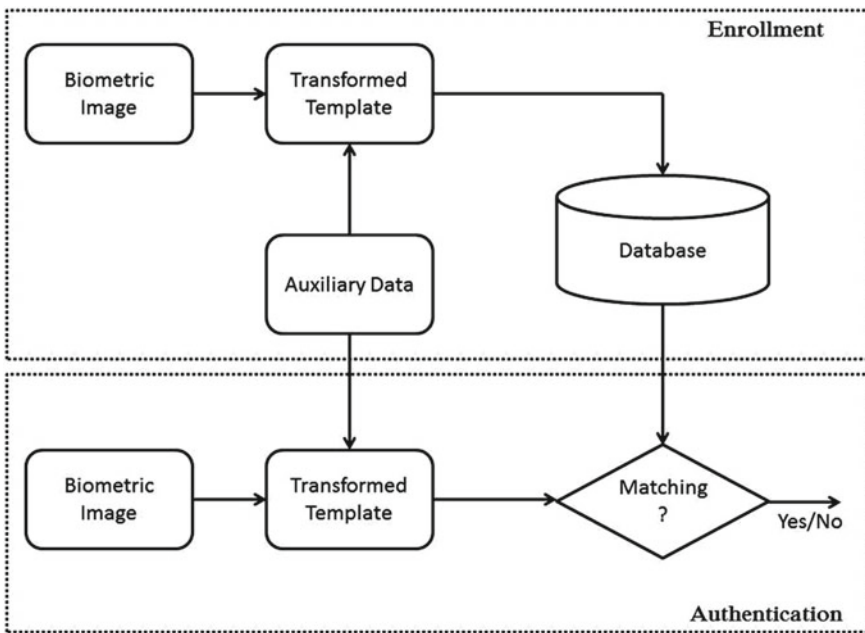 Enrollment
Biometric
Image
Transformed
Template
Auxiliary Data
Database
Biometric
Image
Transformed
Template
Matching
?
Yes/No
Authentication